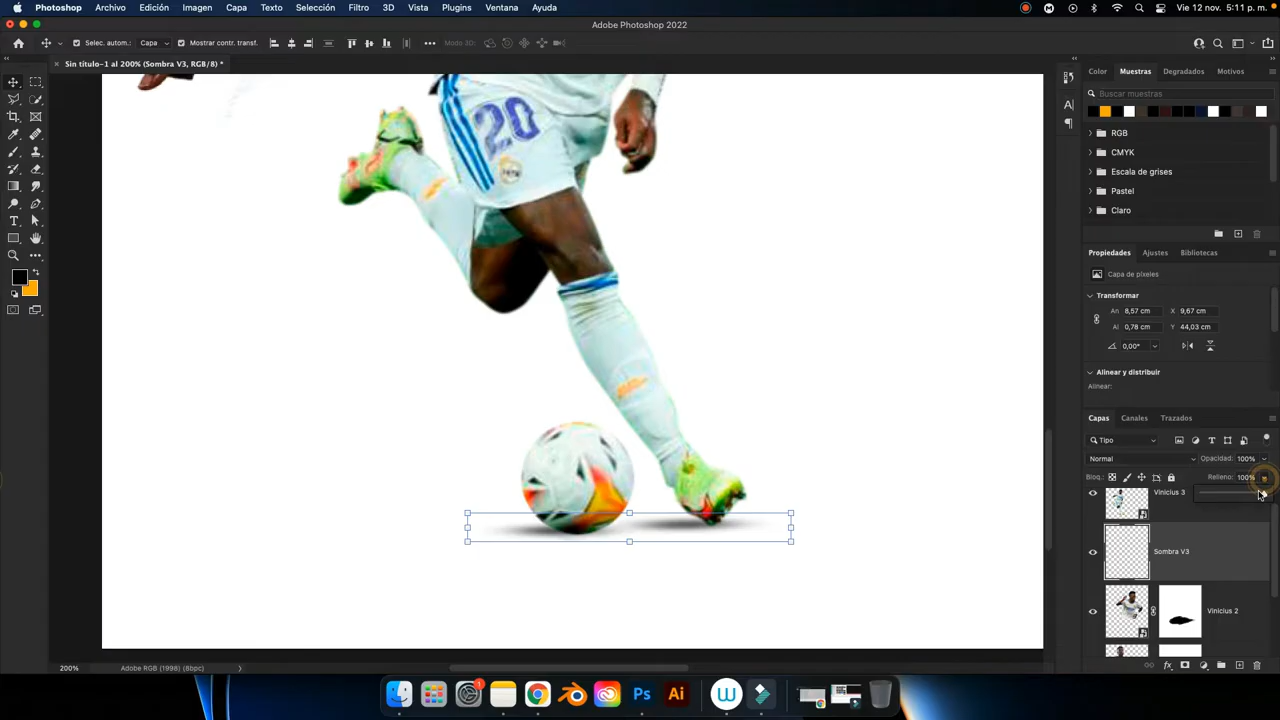 Photoshop Archivo Edición Imagen Capa Texto Selección Filtro 3D Vista Plugins Ventana Ayuda Vie 12 nov. 5:11 p. m.
Adobe Photoshop 2022
Selec. autom.: Capa Mostrar contr. transf. Modo 3D:
Sin título-1 al 200% (Sombra V3, RGB/8) *
Color Muestras Degradados Motivos
Buscar muestras
RGB
CMYK
Escala de grises
Pastel
Claro
Propiedades Ajustes Bibliotecas
Capa de píxeles
Transformar
An 8,57 cm X 9,67 cm
Al 0,78 cm Y 44,03 cm
0,00°
Alinear y distribuir
Alinear:
Capas Canales Trazados
Tipo
Normal Opacidad: 100%
Bloq.: Relleno: 100%
Vinicius 3
Sombra V3
Vinicius 2
20
200% Adobe RGB (1998) (8bpc)
1
Ps
Ai